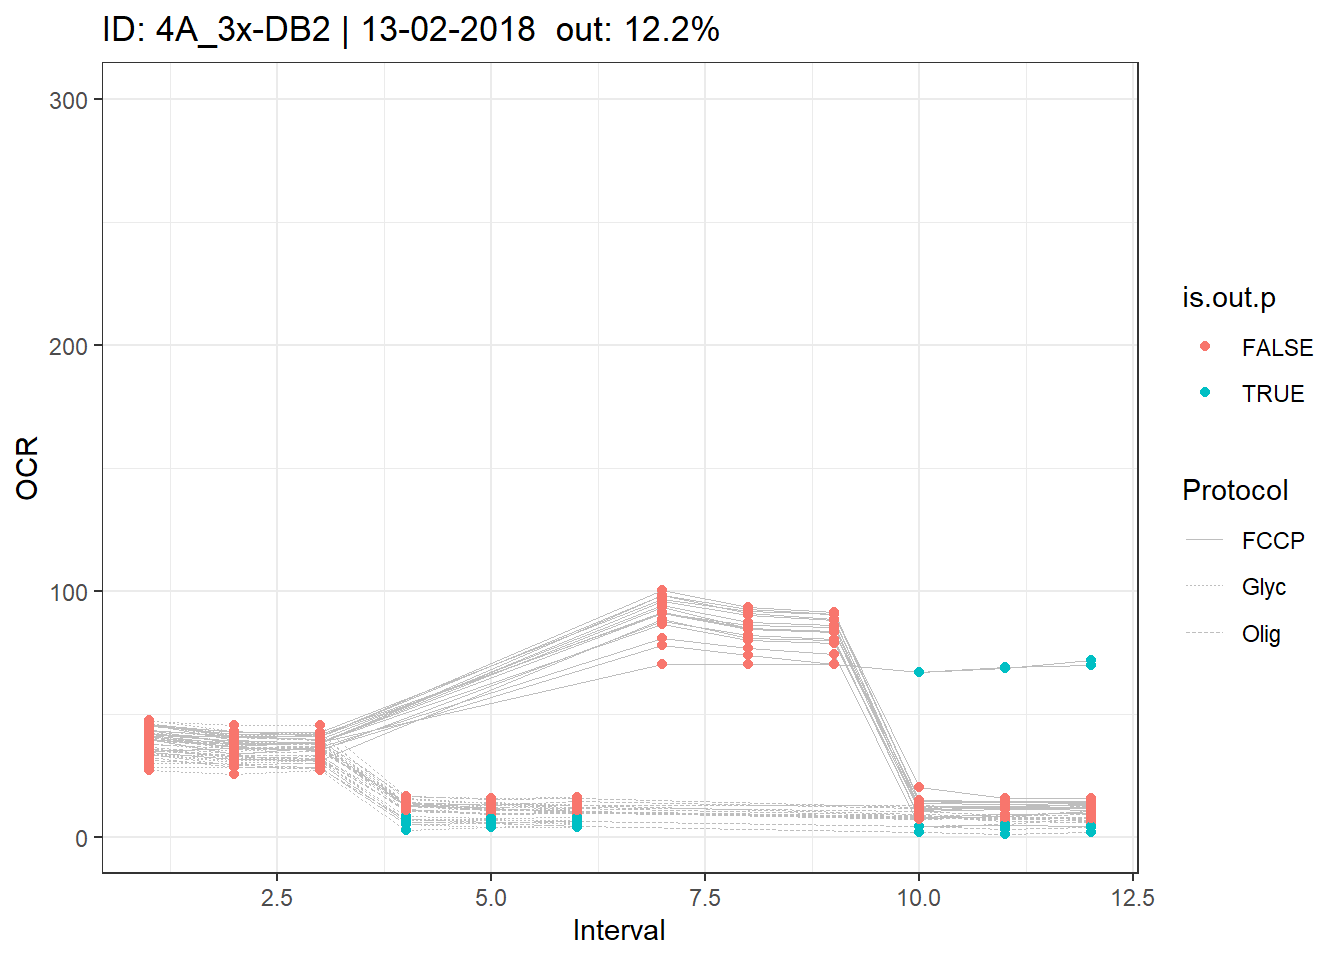 ID: 4A_3x-DB2 | 13-02-2018  out: 12.2%
300
200
100
0
OCR
2.5
5.0
7.5
10.0
12.5
Interval
is.out.p
FALSE
TRUE
Protocol
FCCP
Glyc
Olig